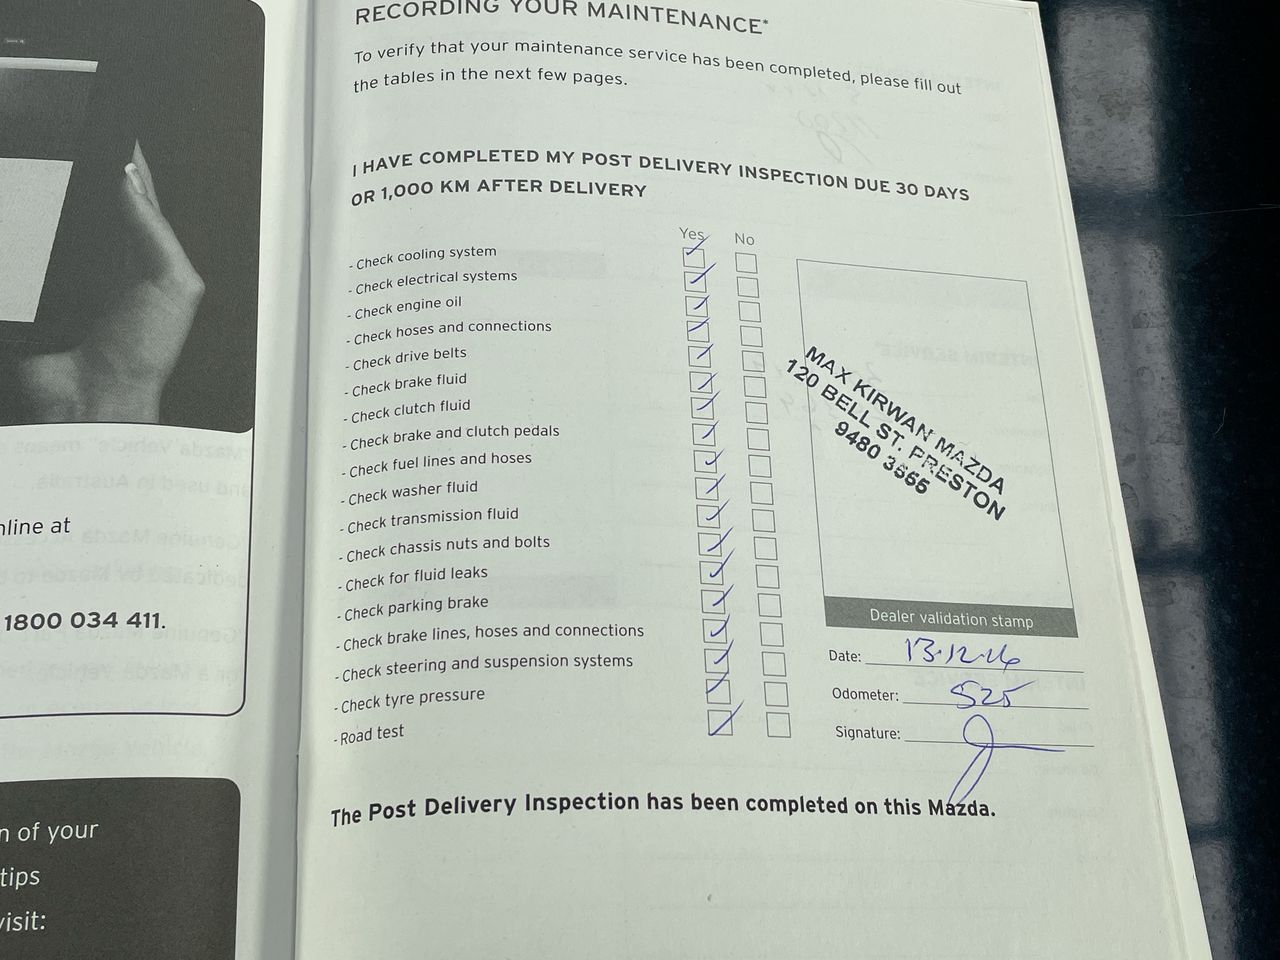 RECORDING YOUR MAINTENANCE*
To verify that your maintenance service has been completed, please fill out
the tables in the next few pages.
I HAVE COMPLETED MY POST DELIVERY INSPECTION DUE 30 DAYS
OR 1,000 KM AFTER DELIVERY
Yes No
- Check cooling system
- Check electrical systems
- Check engine oil
- Check hoses and connections
- Check drive belts
- Check brake fluid
- Check clutch fluid
- Check brake and clutch pedals
- Check fuel lines and hoses
- Check washer fluid
- Check transmission fluid
- Check chassis nuts and bolts
- Check for fluid leaks
- Check parking brake
- Check brake lines, hoses and connections
- Check steering and suspension systems
- Check tyre pressure
- Road test
MAX KIRWAN MAZDA
120 BELL ST. PRESTON
9480 3555
Dealer validation stamp
Date: 13.12.16
Odometer: 525
Signature:
The Post Delivery Inspection has been completed on this Mazda.
nline at
1800 034 411.
n of your
tips
visit: